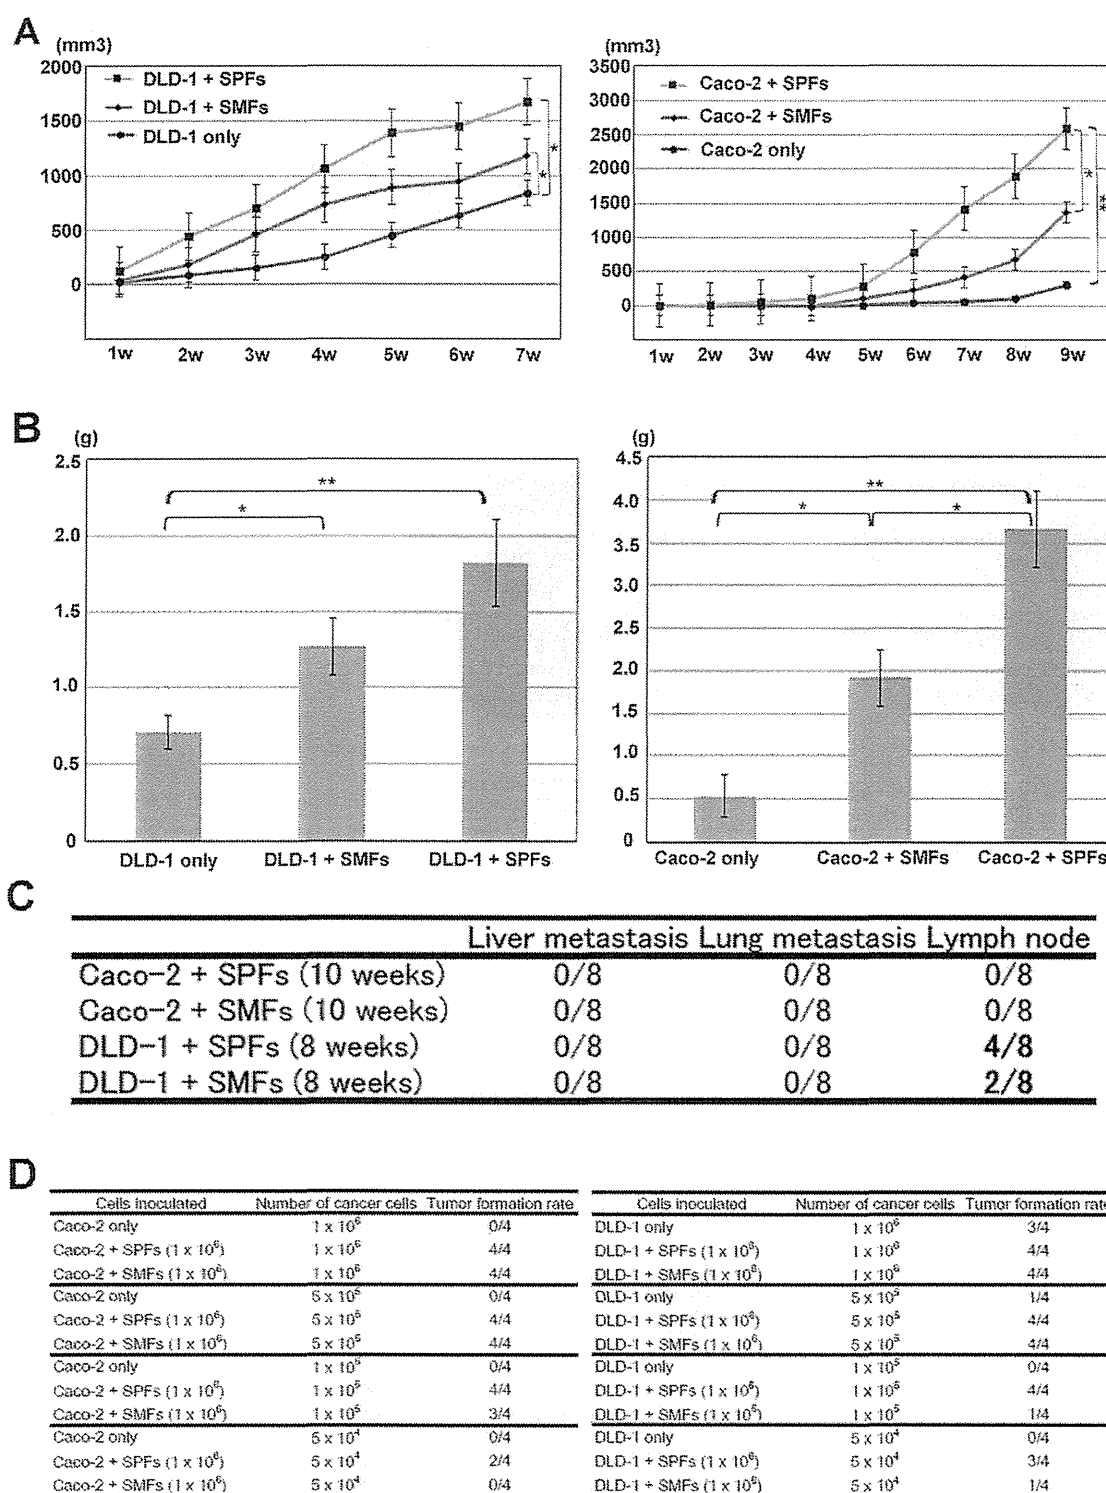 A
(mm3)
2000
1500
1000
500
0
DLD-1 + SPFs
DLD-1 + SMFs
DLD-1 only
*
*
1w 2w 3w 4w 5w 6w 7w
(mm3)
3500
3000
2500
2000
1500
1000
500
0
Caco-2 + SPFs
Caco-2 + SMFs
Caco-2 only
*
**
1w 2w 3w 4w 5w 6w 7w 8w 9w
B
(g)
2.5
2.0
1.5
1.0
0.5
0
**
*
DLD-1 only DLD-1 + SMFs DLD-1 + SPFs
(g)
4.5
4.0
3.5
3.0
2.5
2.0
1.5
1.0
0.5
0
**
* *
Caco-2 only Caco-2 + SMFs Caco-2 + SPFs
C
Liver metastasis Lung metastasis Lymph node
Caco-2 + SPFs (10 weeks) 0/8 0/8 0/8
Caco-2 + SMFs (10 weeks) 0/8 0/8 0/8
DLD-1 + SPFs (8 weeks) 0/8 0/8 4/8
DLD-1 + SMFs (8 weeks) 0/8 0/8 2/8
D
Cells inoculated Number of cancer cells Tumor formation rate
Caco-2 only 1 x 10⁶ 0/4
Caco-2 + SPFs (1 x 10⁶) 1 x 10⁶ 4/4
Caco-2 + SMFs (1 x 10⁶) 1 x 10⁶ 4/4
Caco-2 only 5 x 10⁵ 0/4
Caco-2 + SPFs (1 x 10⁶) 5 x 10⁵ 4/4
Caco-2 + SMFs (1 x 10⁶) 5 x 10⁵ 4/4
Caco-2 only 1 x 10⁵ 0/4
Caco-2 + SPFs (1 x 10⁶) 1 x 10⁵ 4/4
Caco-2 + SMFs (1 x 10⁶) 1 x 10⁵ 3/4
Caco-2 only 5 x 10⁴ 0/4
Caco-2 + SPFs (1 x 10⁶) 5 x 10⁴ 2/4
Caco-2 + SMFs (1 x 10⁶) 5 x 10⁴ 0/4
Cells inoculated Number of cancer cells Tumor formation rate
DLD-1 only 1 x 10⁶ 3/4
DLD-1 + SPFs (1 x 10⁶) 1 x 10⁶ 4/4
DLD-1 + SMFs (1 x 10⁶) 1 x 10⁶ 4/4
DLD-1 only 5 x 10⁵ 1/4
DLD-1 + SPFs (1 x 10⁶) 5 x 10⁵ 4/4
DLD-1 + SMFs (1 x 10⁶) 5 x 10⁵ 4/4
DLD-1 only 1 x 10⁵ 0/4
DLD-1 + SPFs (1 x 10⁶) 1 x 10⁵ 4/4
DLD-1 + SMFs (1 x 10⁶) 1 x 10⁵ 1/4
DLD-1 only 5 x 10⁴ 0/4
DLD-1 + SPFs (1 x 10⁶) 5 x 10⁴ 3/4
DLD-1 + SMFs (1 x 10⁶) 5 x 10⁴ 1/4